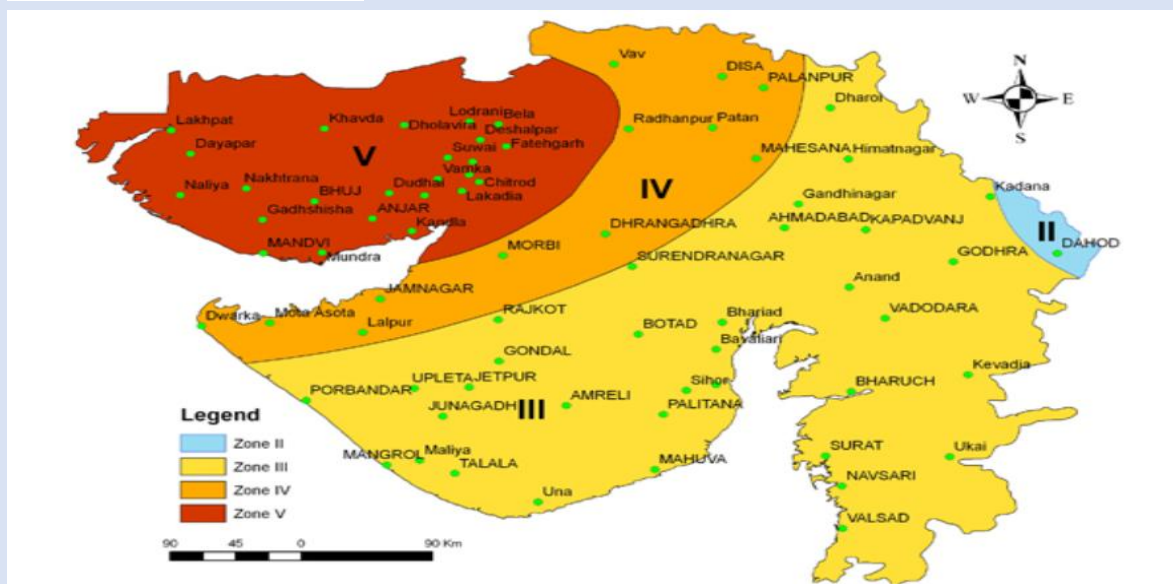 Vav
DISA
PALANPUR
N
W E
S
Dharoi
Lakhpat
Khavda
Lodrani
Bela
Dholavira
Deshalpar
Radhanpur
Patan
Dayapar
V
Suwai
Fatehgarh
MAHESANA
Himatnagar
Vamka
Naliya
Nakhtrana
BHUJ
Dudhai
Chitrod
Lakadia
IV
Gandhinagar
Kadana
Gadhshisha
ANJAR
Kandla
DHRANGADHRA
AHMADABAD
KAPADVANJ
II
MANDVI
Mundra
MORBI
SURENDRANAGAR
GODHRA
DAHOD
JAMNAGAR
Anand
Dwarka
Mota Asota
Lalpur
RAJKOT
BOTAD
Bhariad
VADODARA
GONDAL
Bavaliari
PORBANDAR
UPLETA
JETPUR
Sihor
Kevadia
JUNAGADH
III
AMRELI
PALITANA
BHARUCH
Legend
Zone II
Zone III
Zone IV
Zone V
MANGROL
Maliya
TALALA
MAHUVA
SURAT
Ukai
Una
NAVSARI
VALSAD
90 45 0 90 Km